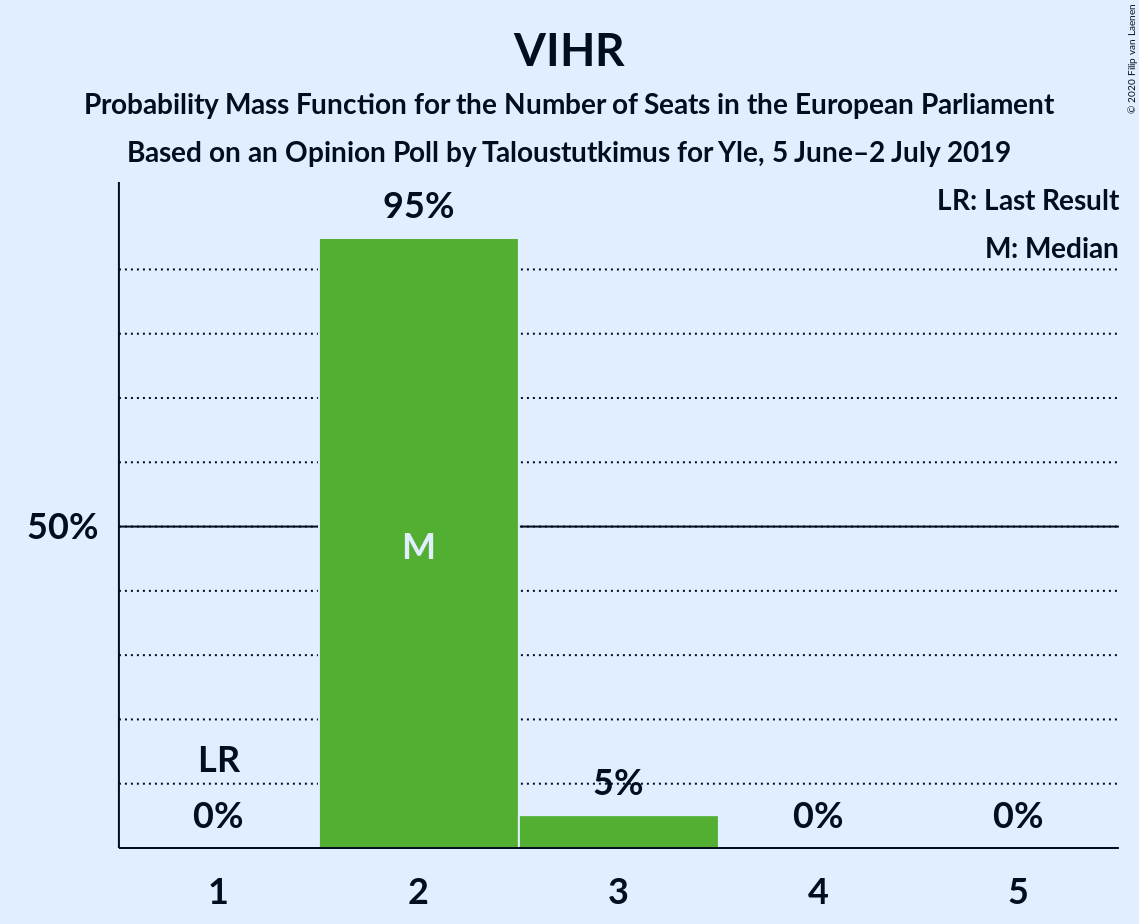 VIHR
Probability Mass Function for the Number of Seats in the European Parliament
Based on an Opinion Poll by Taloustutkimus for Yle, 5 June–2 July 2019
© 2020 Filip van Laenen
LR: Last Result
M: Median
95%
50%
M
LR
0%
5%
0%
0%
1 2 3 4 5